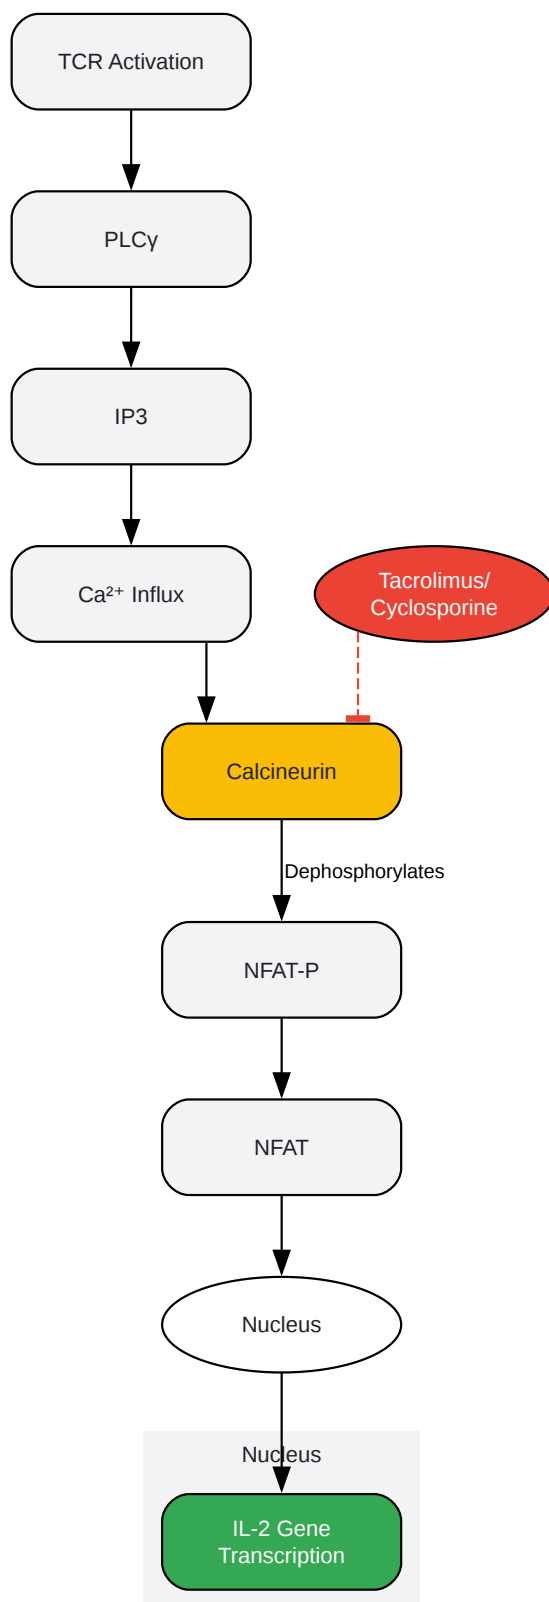 TCR Activation
PLCγ
IP3
Ca²⁺ Influx
Tacrolimus/
Cyclosporine
Calcineurin
Dephosphorylates
NFAT-P
NFAT
Nucleus
Nucleus
IL-2 Gene
Transcription